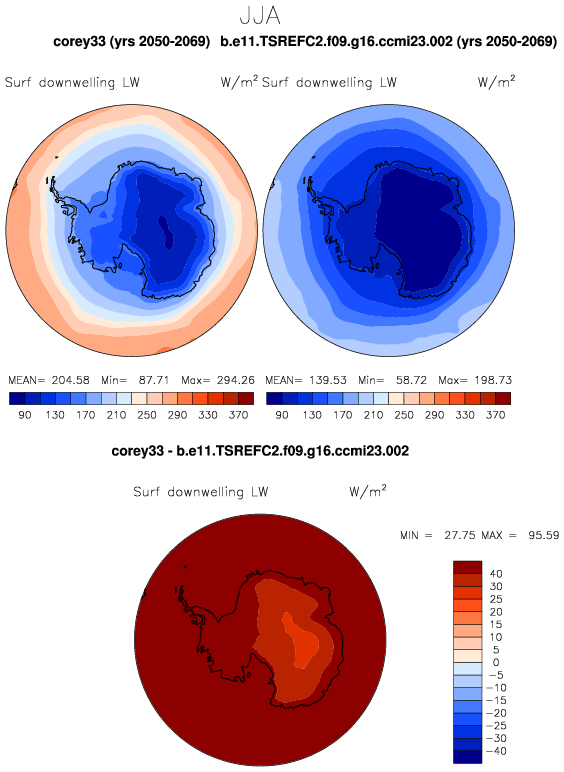 JJA
corey33 (yrs 2050-2069) b.e11.TSREFC2.f09.g16.ccmi23.002 (yrs 2050-2069)
Surf downwelling LW W/m² Surf downwelling LW W/m²
MEAN= 204.58 Min= 87.71 Max= 294.26 MEAN= 139.53 Min= 58.72 Max= 198.73
90 130 170 210 250 290 330 370 90 130 170 210 250 290 330 370
corey33 - b.e11.TSREFC2.f09.g16.ccmi23.002
Surf downwelling LW W/m²
MIN = 27.75 MAX = 95.59
40
30
25
20
15
10
5
0
-5
-10
-15
-20
-25
-30
-40